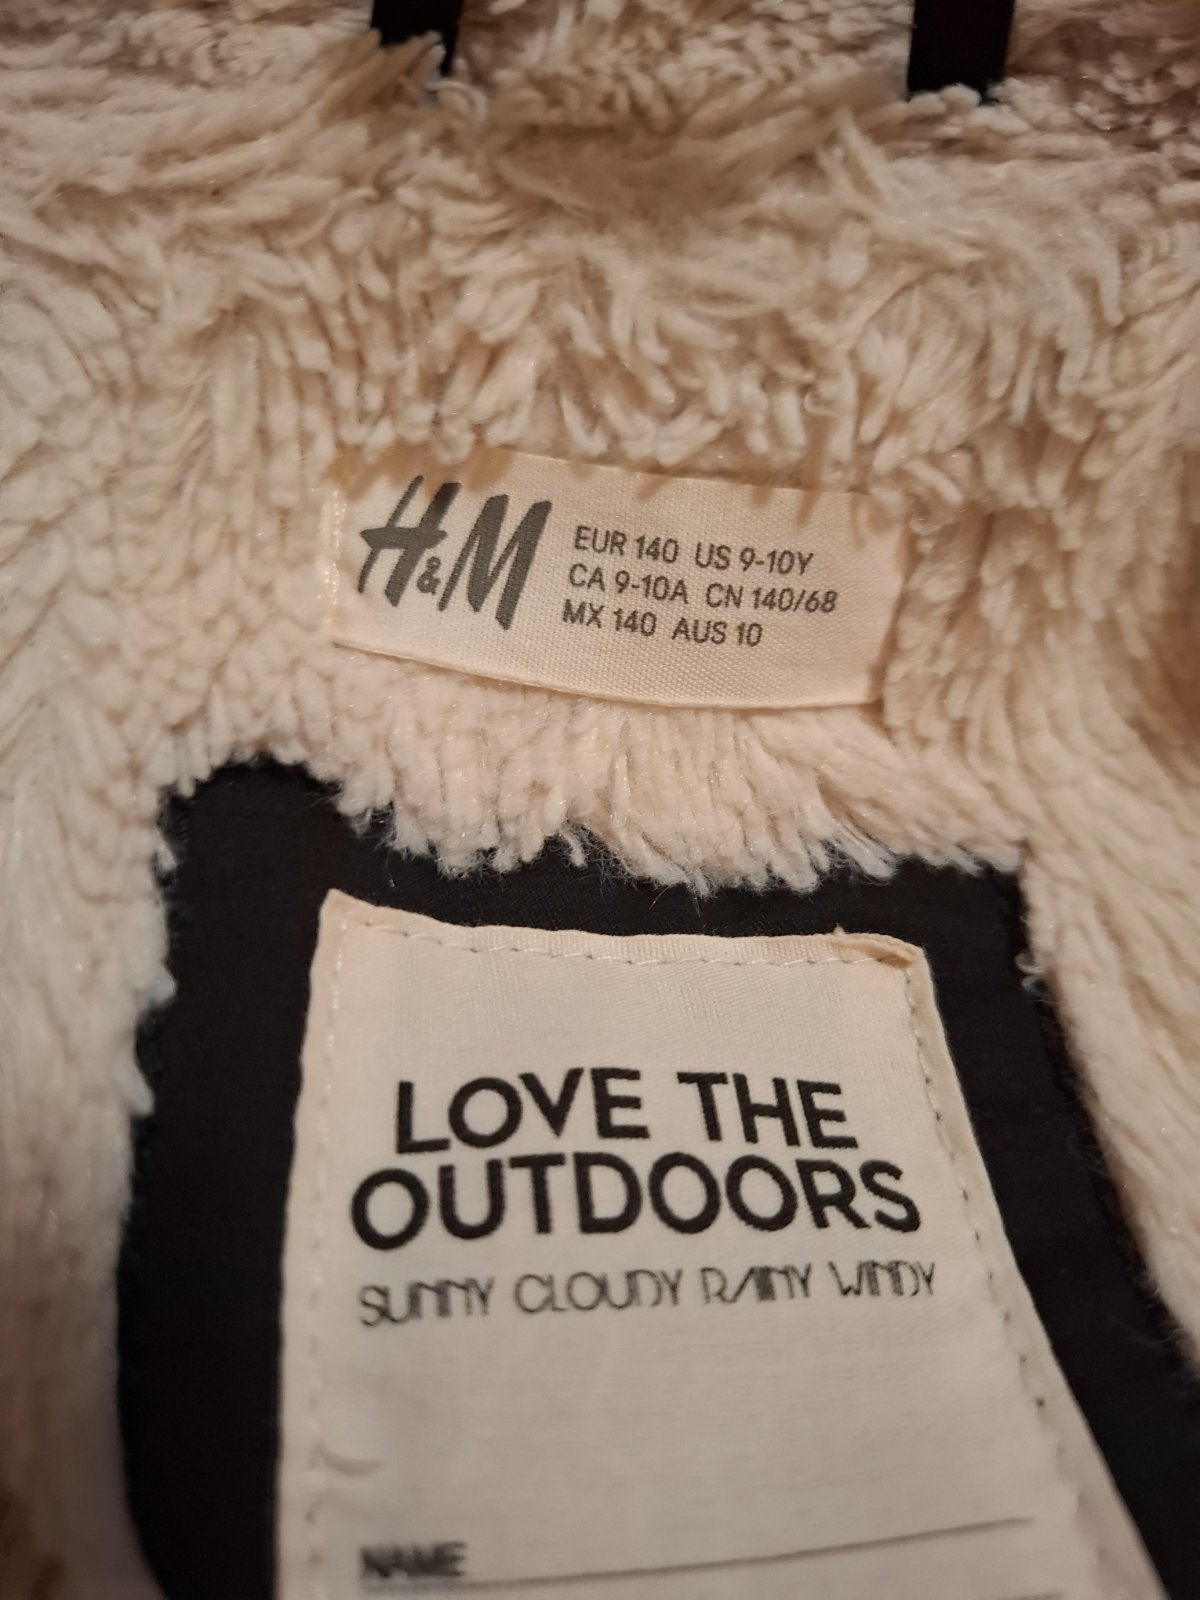 H&M
EUR 140 US 9-10Y
CA 9-10A CN 140/68
MX 140 AUS 10
LOVE THE
OUTDOORS
SUNNY CLOUDY RAINY WINDY
NAME